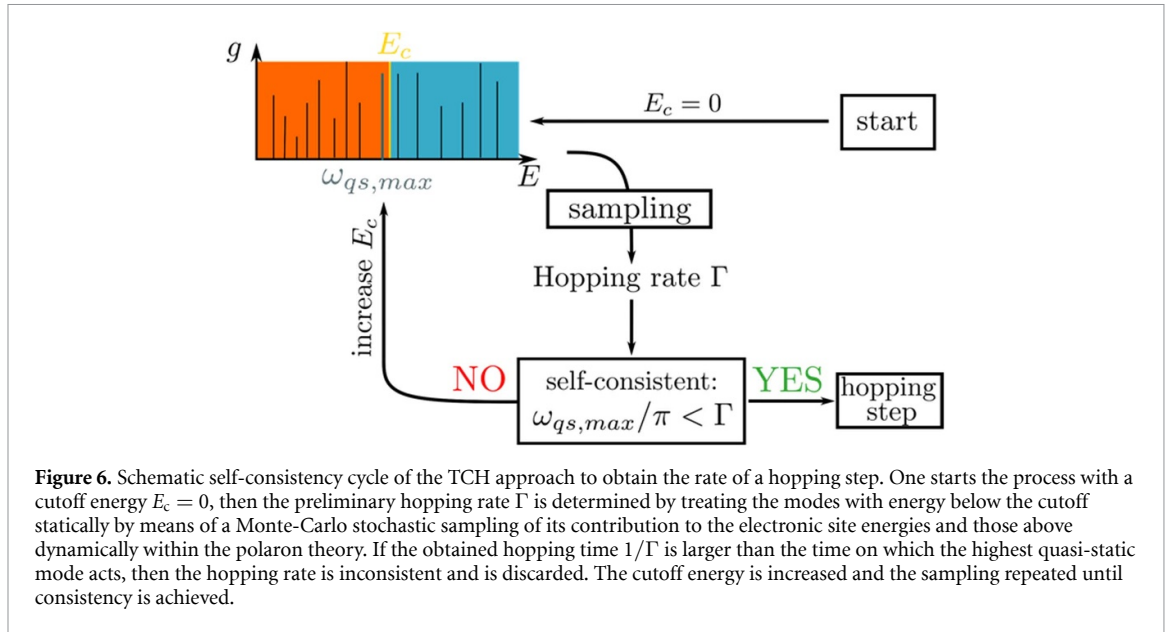 g
E_c
E_c = 0
start
ω_{qs,max}
E
sampling
increase E_c
Hopping rate Γ
NO
self-consistent:
YES
hopping
ω_{qs,max}/π < Γ
step
Figure 6. Schematic self-consistency cycle of the TCH approach to obtain the rate of a hopping step. One starts the process with a
cutoff energy E_c = 0, then the preliminary hopping rate Γ is determined by treating the modes with energy below the cutoff
statically by means of a Monte-Carlo stochastic sampling of its contribution to the electronic site energies and those above
dynamically within the polaron theory. If the obtained hopping time 1/Γ is larger than the time on which the highest quasi-static
mode acts, then the hopping rate is inconsistent and is discarded. The cutoff energy is increased and the sampling repeated until
consistency is achieved.